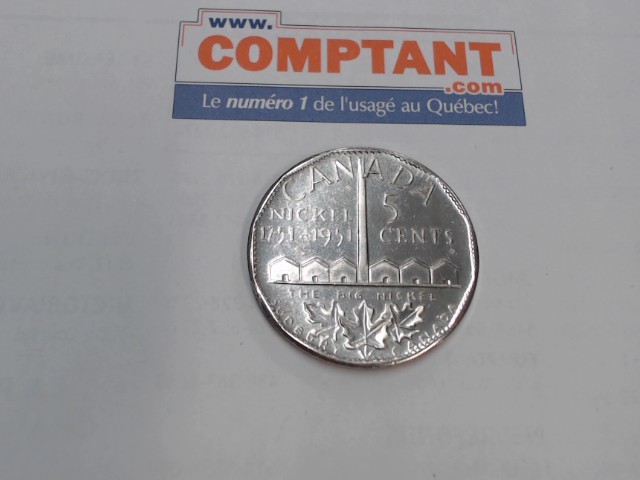 www.
COMPTANT
.com
Le numéro 1 de l'usagé au Québec!
CANADA
NICKEL 5
1751 1951 CENTS
THE BIG NICKEL
CANADA